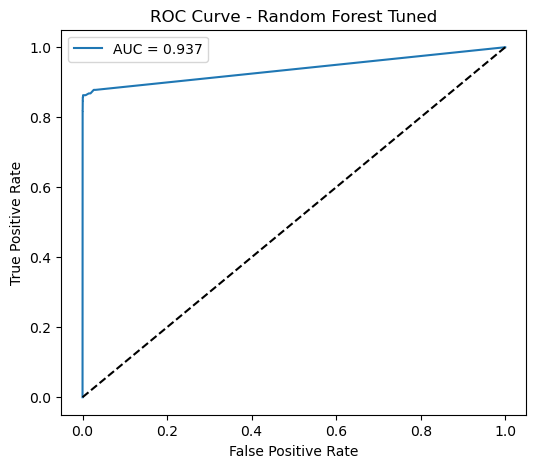 ROC Curve - Random Forest Tuned
AUC = 0.937
1.0
0.8
0.6
0.4
0.2
0.0
True Positive Rate
0.0 0.2 0.4 0.6 0.8 1.0
False Positive Rate